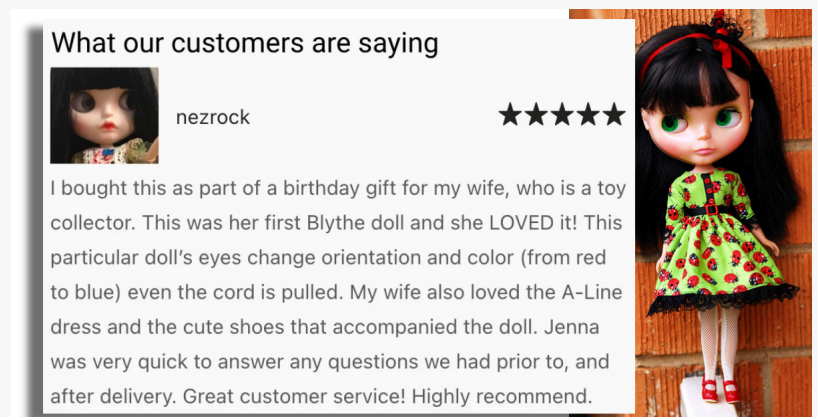 What our customers are saying
nezrock
★★★★★
I bought this as part of a birthday gift for my wife, who is a toy
collector. This was her first Blythe doll and she LOVED it! This
particular doll’s eyes change orientation and color (from red
to blue) even the cord is pulled. My wife also loved the A-Line
dress and the cute shoes that accompanied the doll. Jenna
was very quick to answer any questions we had prior to, and
after delivery. Great customer service! Highly recommend.